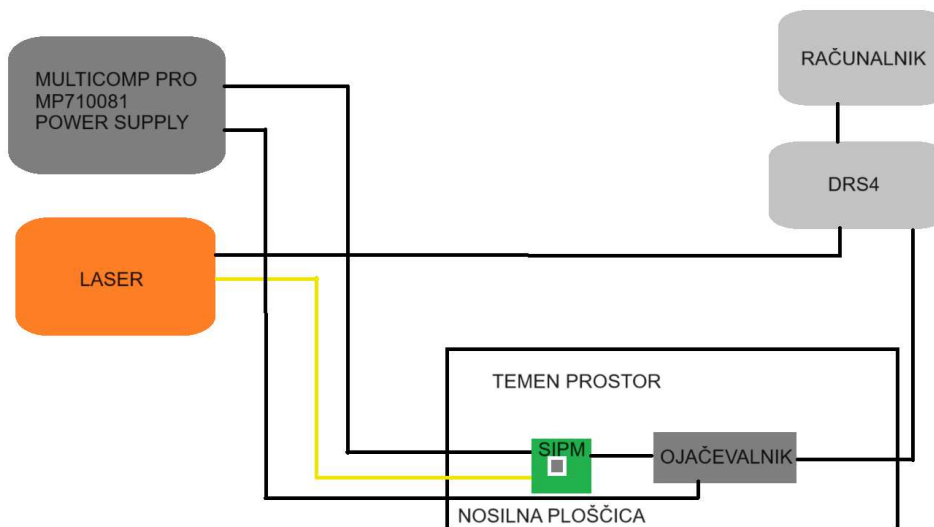 MULTICOMP PRO
MP710081
POWER SUPPLY
RAČUNALNIK
DRS4
LASER
TEMEN PROSTOR
SIPM
OJAČEVALNIK
NOSILNA PLOŠČICA